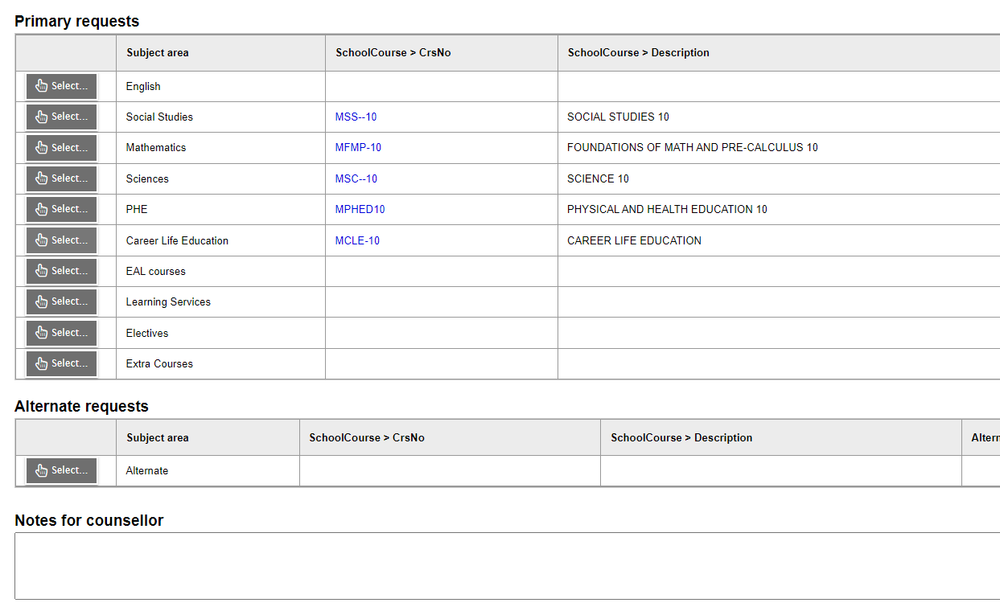 Primary requests
Subject area SchoolCourse > CrsNo SchoolCourse > Description
Select... English
Select... Social Studies MSS--10 SOCIAL STUDIES 10
Select... Mathematics MFMP-10 FOUNDATIONS OF MATH AND PRE-CALCULUS 10
Select... Sciences MSC--10 SCIENCE 10
Select... PHE MPHED10 PHYSICAL AND HEALTH EDUCATION 10
Select... Career Life Education MCLE-10 CAREER LIFE EDUCATION
Select... EAL courses
Select... Learning Services
Select... Electives
Select... Extra Courses
Alternate requests
Subject area SchoolCourse > CrsNo SchoolCourse > Description Altern
Select... Alternate
Notes for counsellor